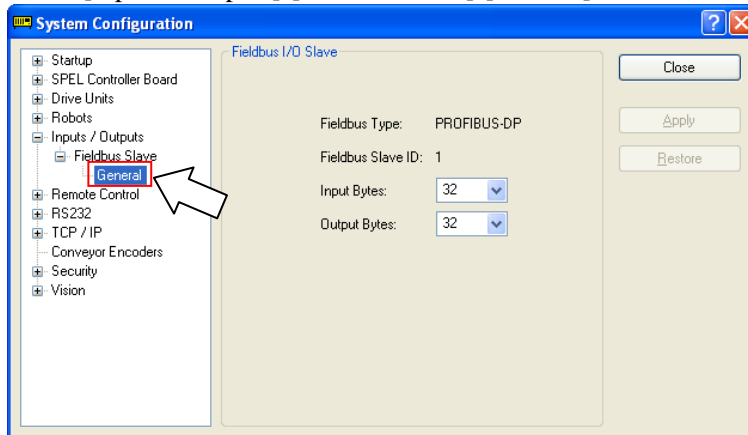 System Configuration
Startup
SPEL Controller Board
Drive Units
Robots
Inputs / Outputs
Fieldbus Slave
General
Remote Control
RS232
TCP / IP
Conveyor Encoders
Security
Vision
Fieldbus I/O Slave
Fieldbus Type: PROFIBUS-DP
Fieldbus Slave ID: 1
Input Bytes: 32
Output Bytes: 32
Close
Apply
Restore